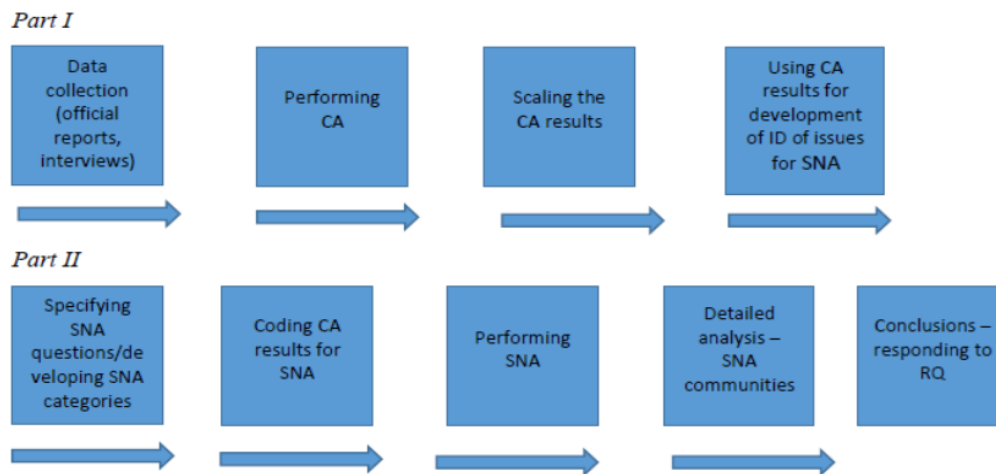 Part I
Data
collection
(official
reports,
interviews)
Performing
CA
Scaling the
CA results
Using CA
results for
development
of ID of issues
for SNA
Part II
Specifying
SNA
questions/de
veloping SNA
categories
Coding CA
results for
SNA
Performing
SNA
Detailed
analysis –
SNA
communities
Conclusions –
responding to
RQ